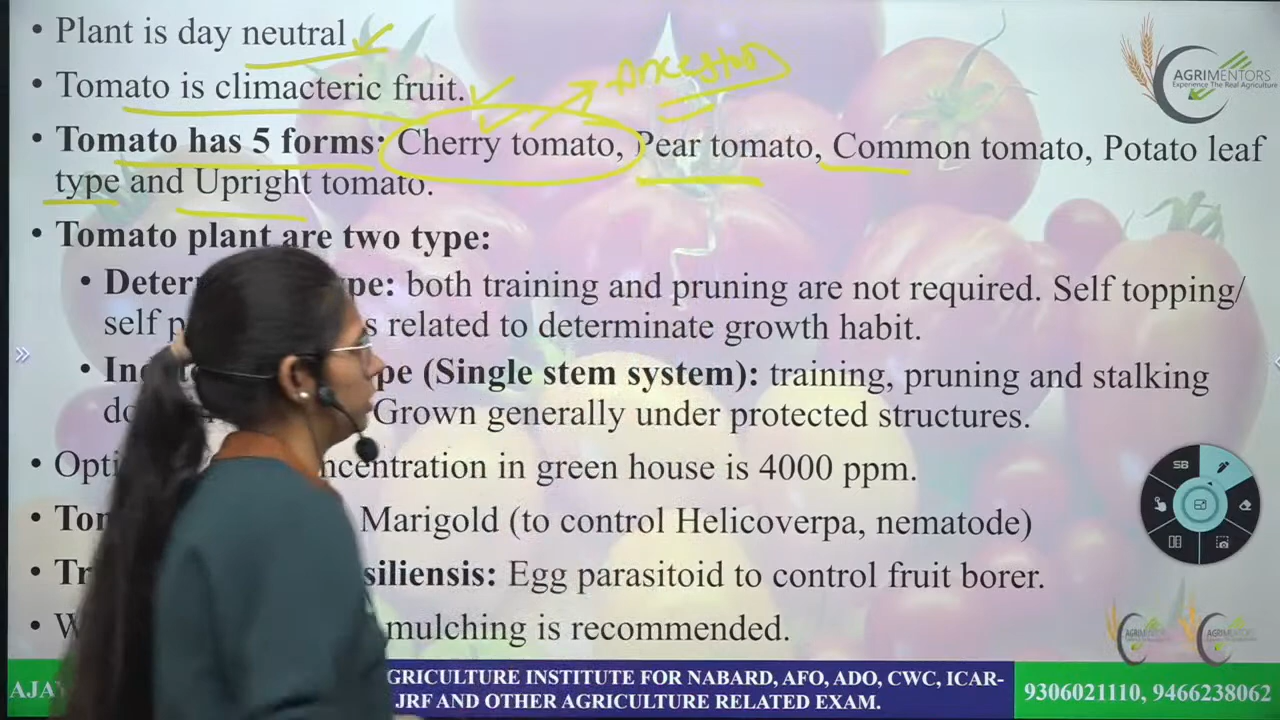 • Plant is day neutral
• Tomato is climacteric fruit.
Ancestor
AGRIMENTORS
Experience The Real Agriculture
• Tomato has 5 forms: Cherry tomato, Pear tomato, Common tomato, Potato leaf
type and Upright tomato.
• Tomato plant are two type:
• Deter pe: both training and pruning are not required. Self topping/
self p s related to determinate growth habit.
• In pe (Single stem system): training, pruning and stalking
do Grown generally under protected structures.
• Opti ncentration in green house is 4000 ppm.
• Tom Marigold (to control Helicoverpa, nematode)
• Tr siliensis: Egg parasitoid to control fruit borer.
• W mulching is recommended.
SB
AGRIMENTORS
AGRIMENTORS
AJA GRICULTURE INSTITUTE FOR NABARD, AFO, ADO, CWC, ICAR-
JRF AND OTHER AGRICULTURE RELATED EXAM.
9306021110, 9466238062